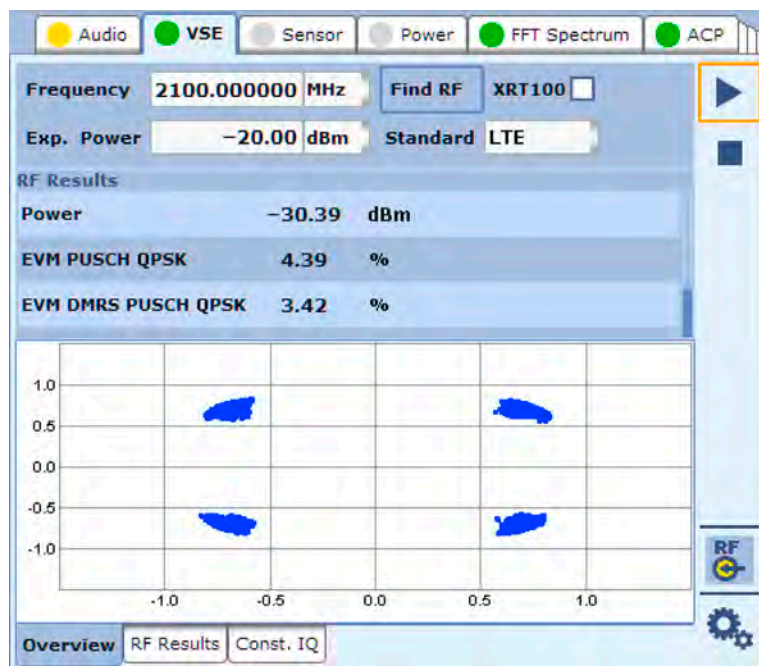 Audio VSE Sensor Power FFT Spectrum ACP
Frequency 2100.000000 MHz Find RF XRT100
Exp. Power −20.00 dBm Standard LTE
RF Results
Power −30.39 dBm
EVM PUSCH QPSK 4.39 %
EVM DMRS PUSCH QPSK 3.42 %
1.0
0.5
0.0
-0.5
-1.0
-1.0 -0.5 0.0 0.5 1.0
RF
Overview RF Results Const. IQ